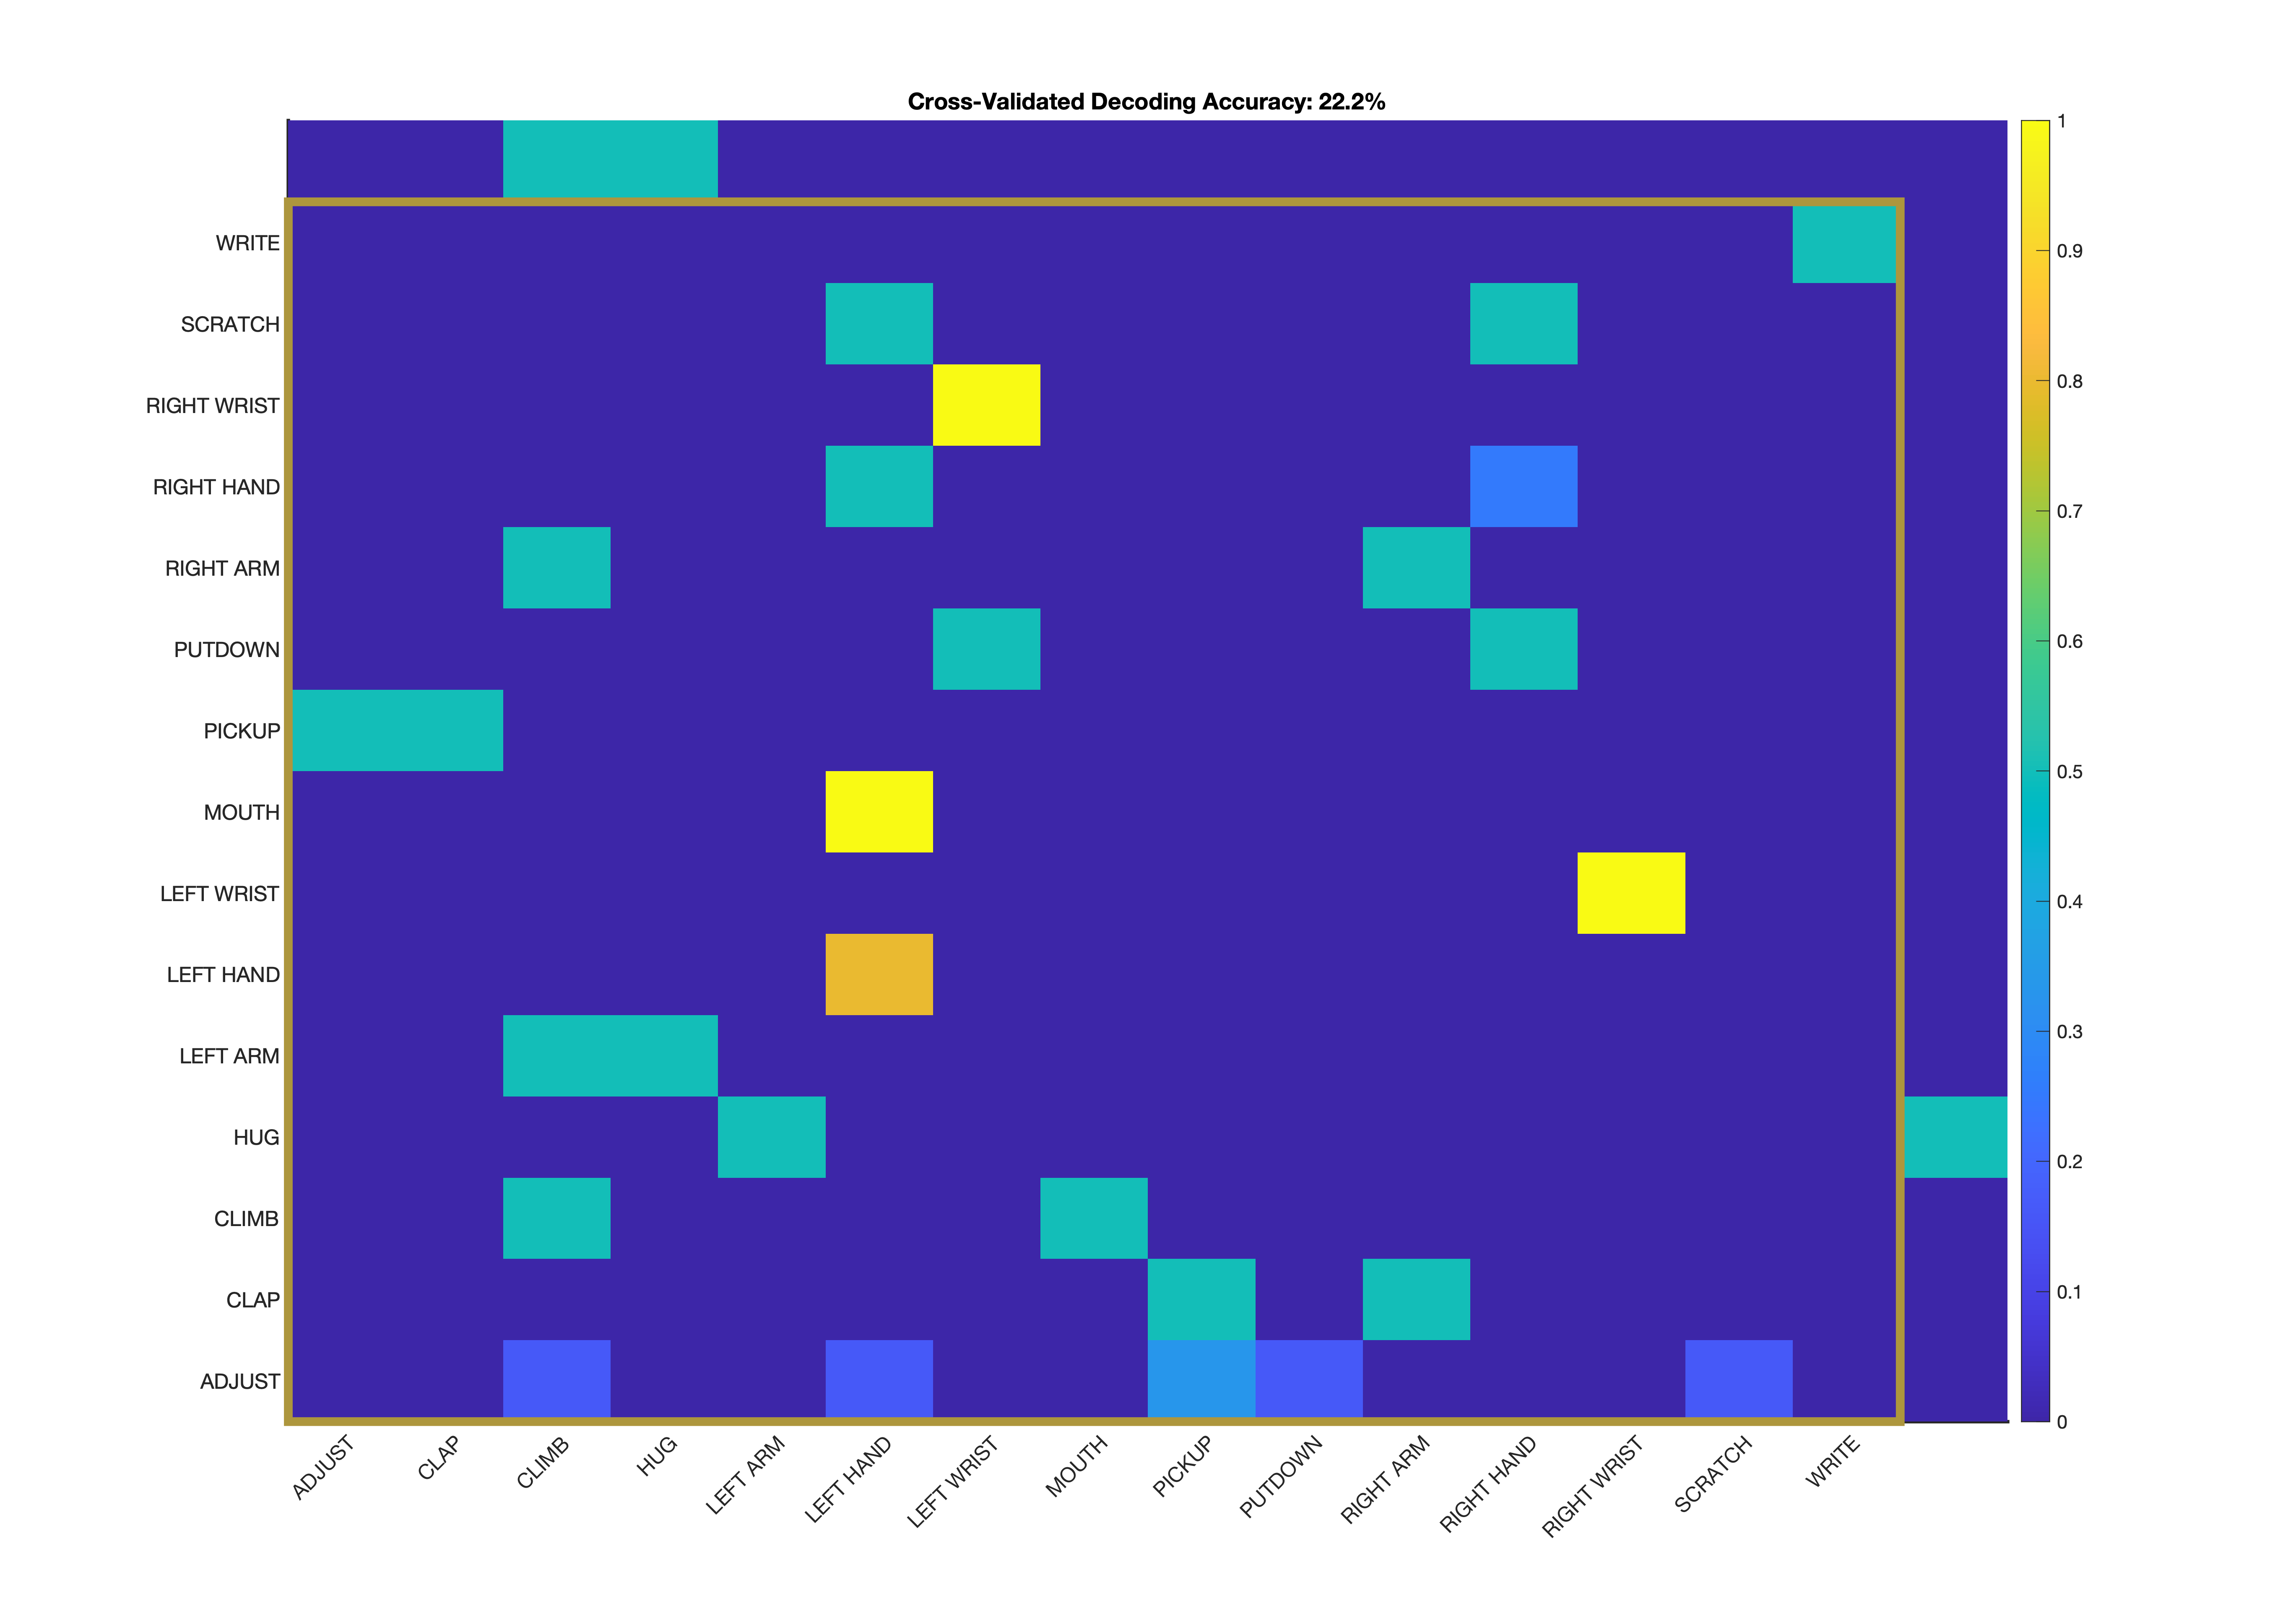 Cross-Validated Decoding Accuracy: 22.2%
WRITE
SCRATCH
RIGHT WRIST
RIGHT HAND
RIGHT ARM
PUTDOWN
PICKUP
MOUTH
LEFT WRIST
LEFT HAND
LEFT ARM
HUG
CLIMB
CLAP
ADJUST
ADJUST
CLAP
CLIMB
HUG
LEFT ARM
LEFT HAND
LEFT WRIST
MOUTH
PICKUP
PUTDOWN
RIGHT ARM
RIGHT HAND
RIGHT WRIST
SCRATCH
WRITE
1
0.9
0.8
0.7
0.6
0.5
0.4
0.3
0.2
0.1
0